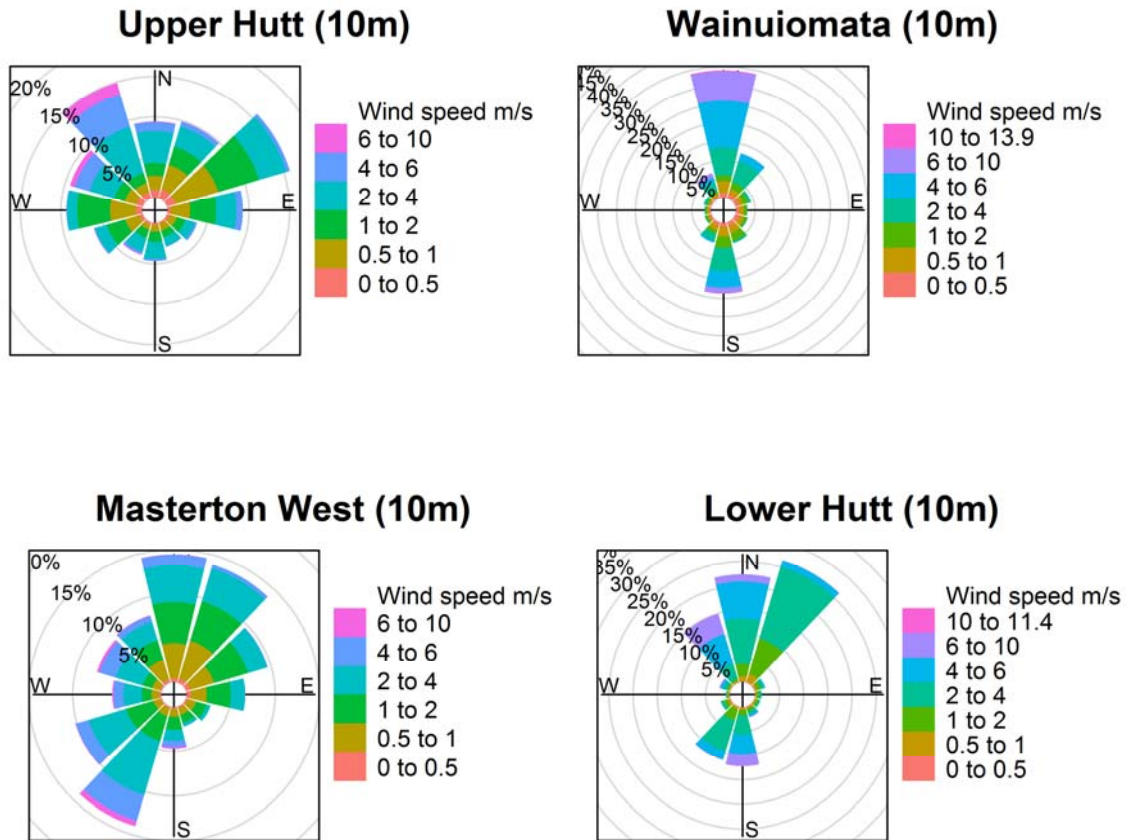 Upper Hutt (10m)
20%
15%
10%
5%
N
W
E
S
Wind speed m/s
6 to 10
4 to 6
2 to 4
1 to 2
0.5 to 1
0 to 0.5
Wainuiomata (10m)
45%
40%
35%
30%
25%
20%
15%
10%
5%
W
E
S
Wind speed m/s
10 to 13.9
6 to 10
4 to 6
2 to 4
1 to 2
0.5 to 1
0 to 0.5
Masterton West (10m)
0%
15%
10%
5%
W
E
S
Wind speed m/s
6 to 10
4 to 6
2 to 4
1 to 2
0.5 to 1
0 to 0.5
Lower Hutt (10m)
35%
30%
25%
20%
15%
10%
5%
N
W
E
S
Wind speed m/s
10 to 11.4
6 to 10
4 to 6
2 to 4
1 to 2
0.5 to 1
0 to 0.5